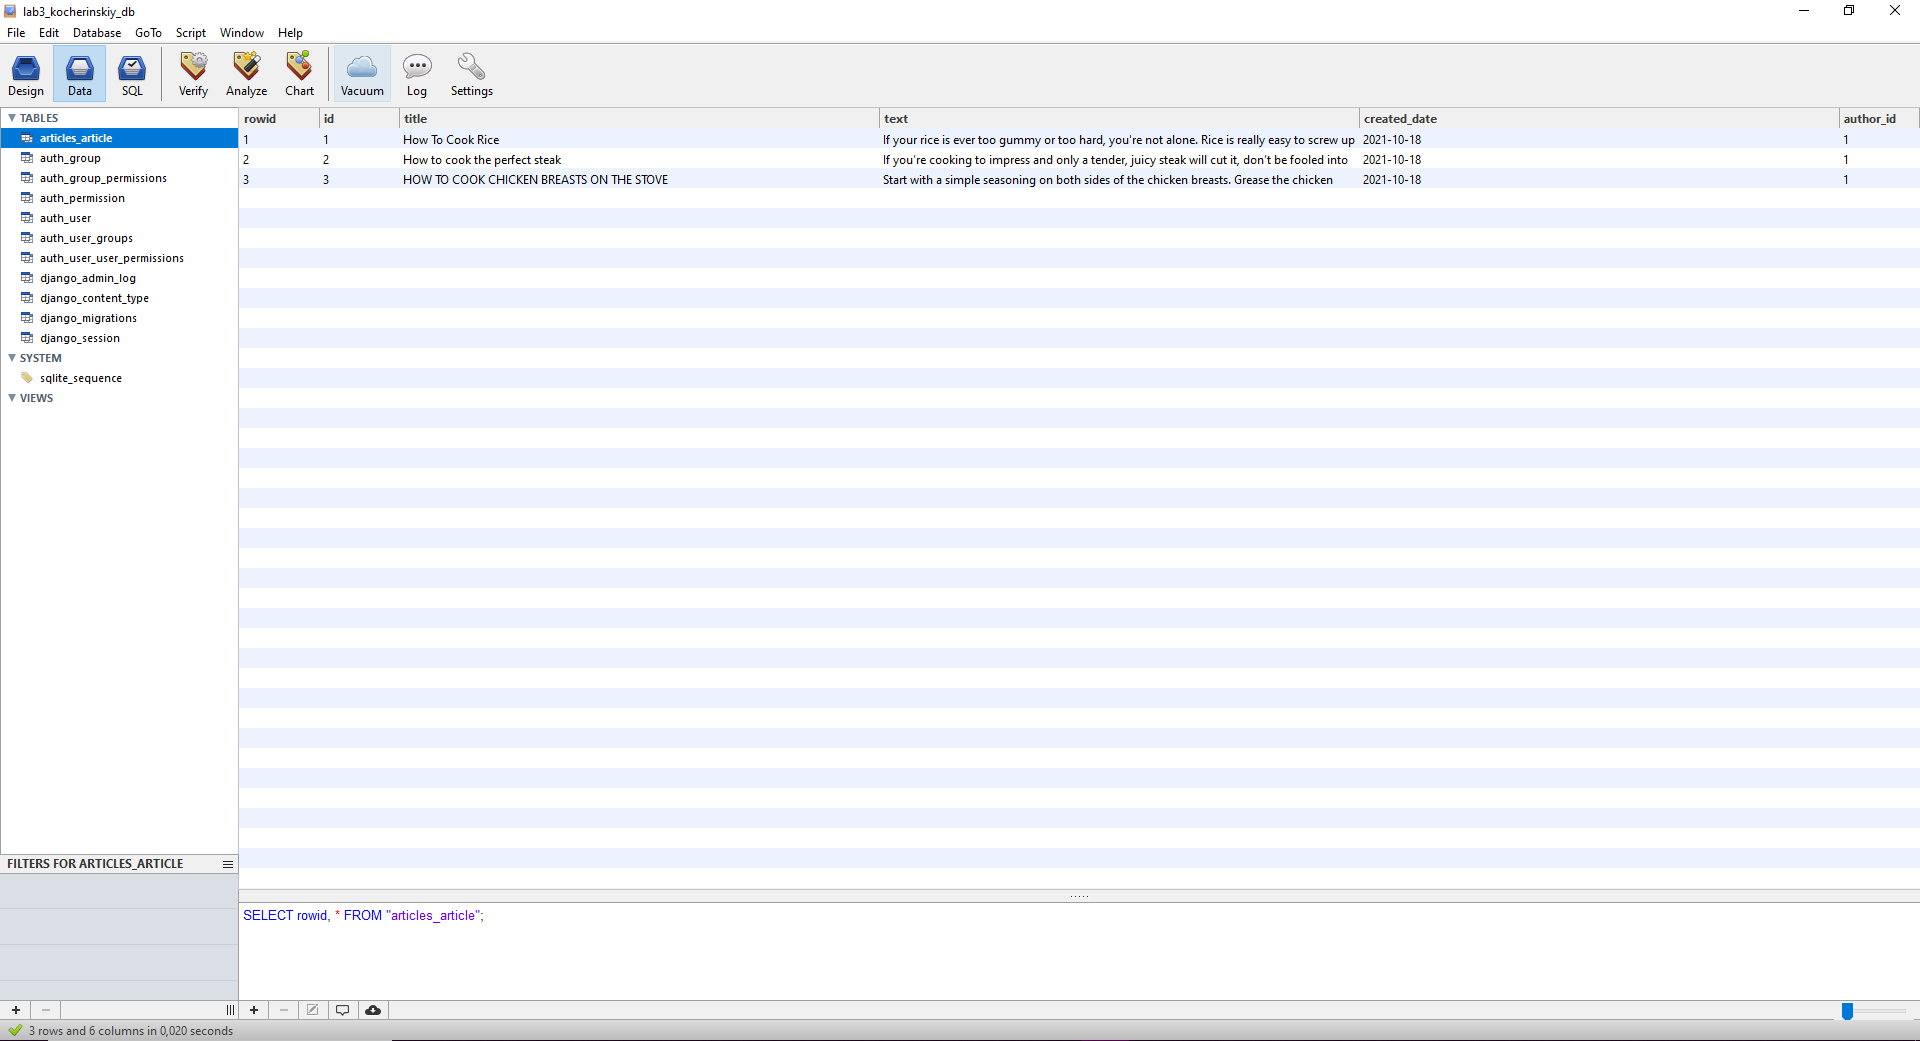 lab3_kocherinskiy_db
File Edit Database GoTo Script Window Help
Design Data SQL Verify Analyze Chart Vacuum Log Settings
TABLES
articles_article
auth_group
auth_group_permissions
auth_permission
auth_user
auth_user_groups
auth_user_user_permissions
django_admin_log
django_content_type
django_migrations
django_session
SYSTEM
sqlite_sequence
VIEWS
rowid id title text created_date author_id
1 1 How To Cook Rice If your rice is ever too gummy or too hard, you're not alone. Rice is really easy to screw up 2021-10-18 1
2 2 How to cook the perfect steak If you’re cooking to impress and only a tender, juicy steak will cut it, don't be fooled into 2021-10-18 1
3 3 HOW TO COOK CHICKEN BREASTS ON THE STOVE Start with a simple seasoning on both sides of the chicken breasts. Grease the chicken 2021-10-18 1
FILTERS FOR ARTICLES_ARTICLE
SELECT rowid, * FROM "articles_article";
3 rows and 6 columns in 0,020 seconds